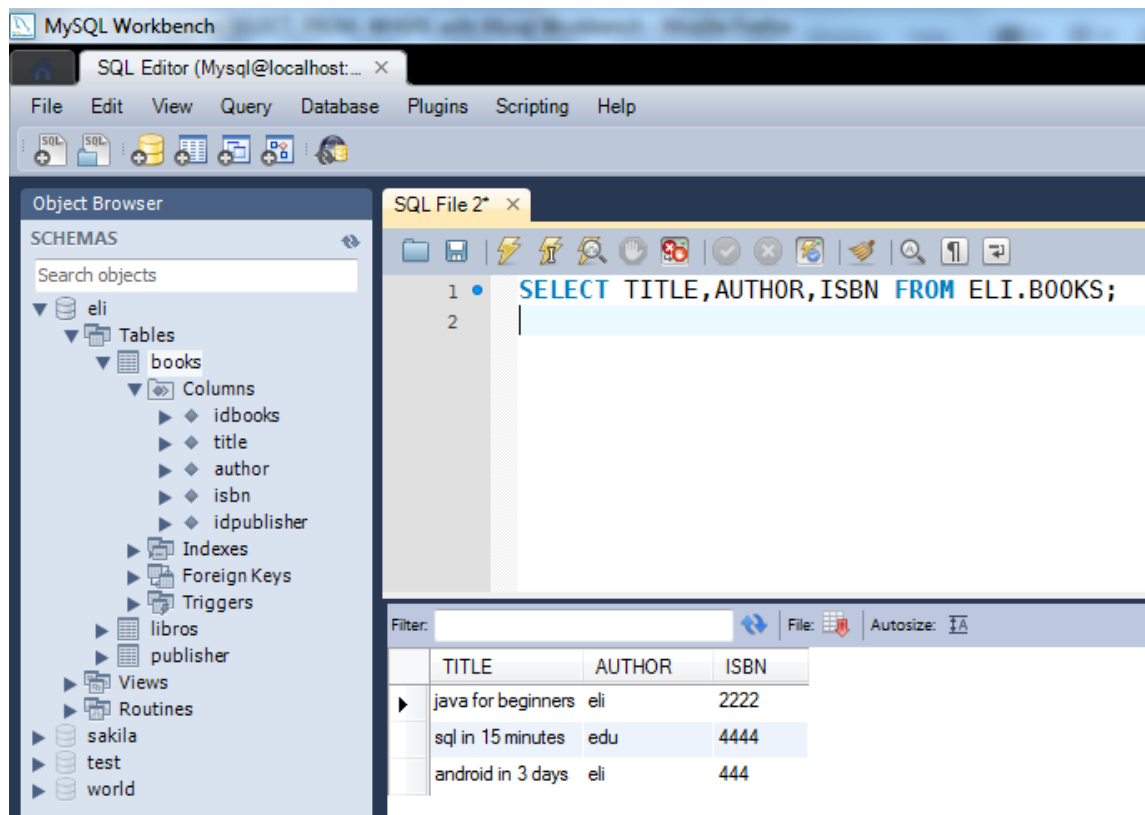 MySQL Workbench
SQL Editor (Mysql@localhost:...
File Edit View Query Database Plugins Scripting Help
SQL SQL
Object Browser
SCHEMAS
Search objects
eli
Tables
books
Columns
idbooks
title
author
isbn
idpublisher
Indexes
Foreign Keys
Triggers
libros
publisher
Views
Routines
sakila
test
world
SQL File 2*
1 SELECT TITLE,AUTHOR,ISBN FROM ELI.BOOKS;
2
Filter: File: Autosize:
TITLE AUTHOR ISBN
java for beginners eli 2222
sql in 15 minutes edu 4444
android in 3 days eli 444